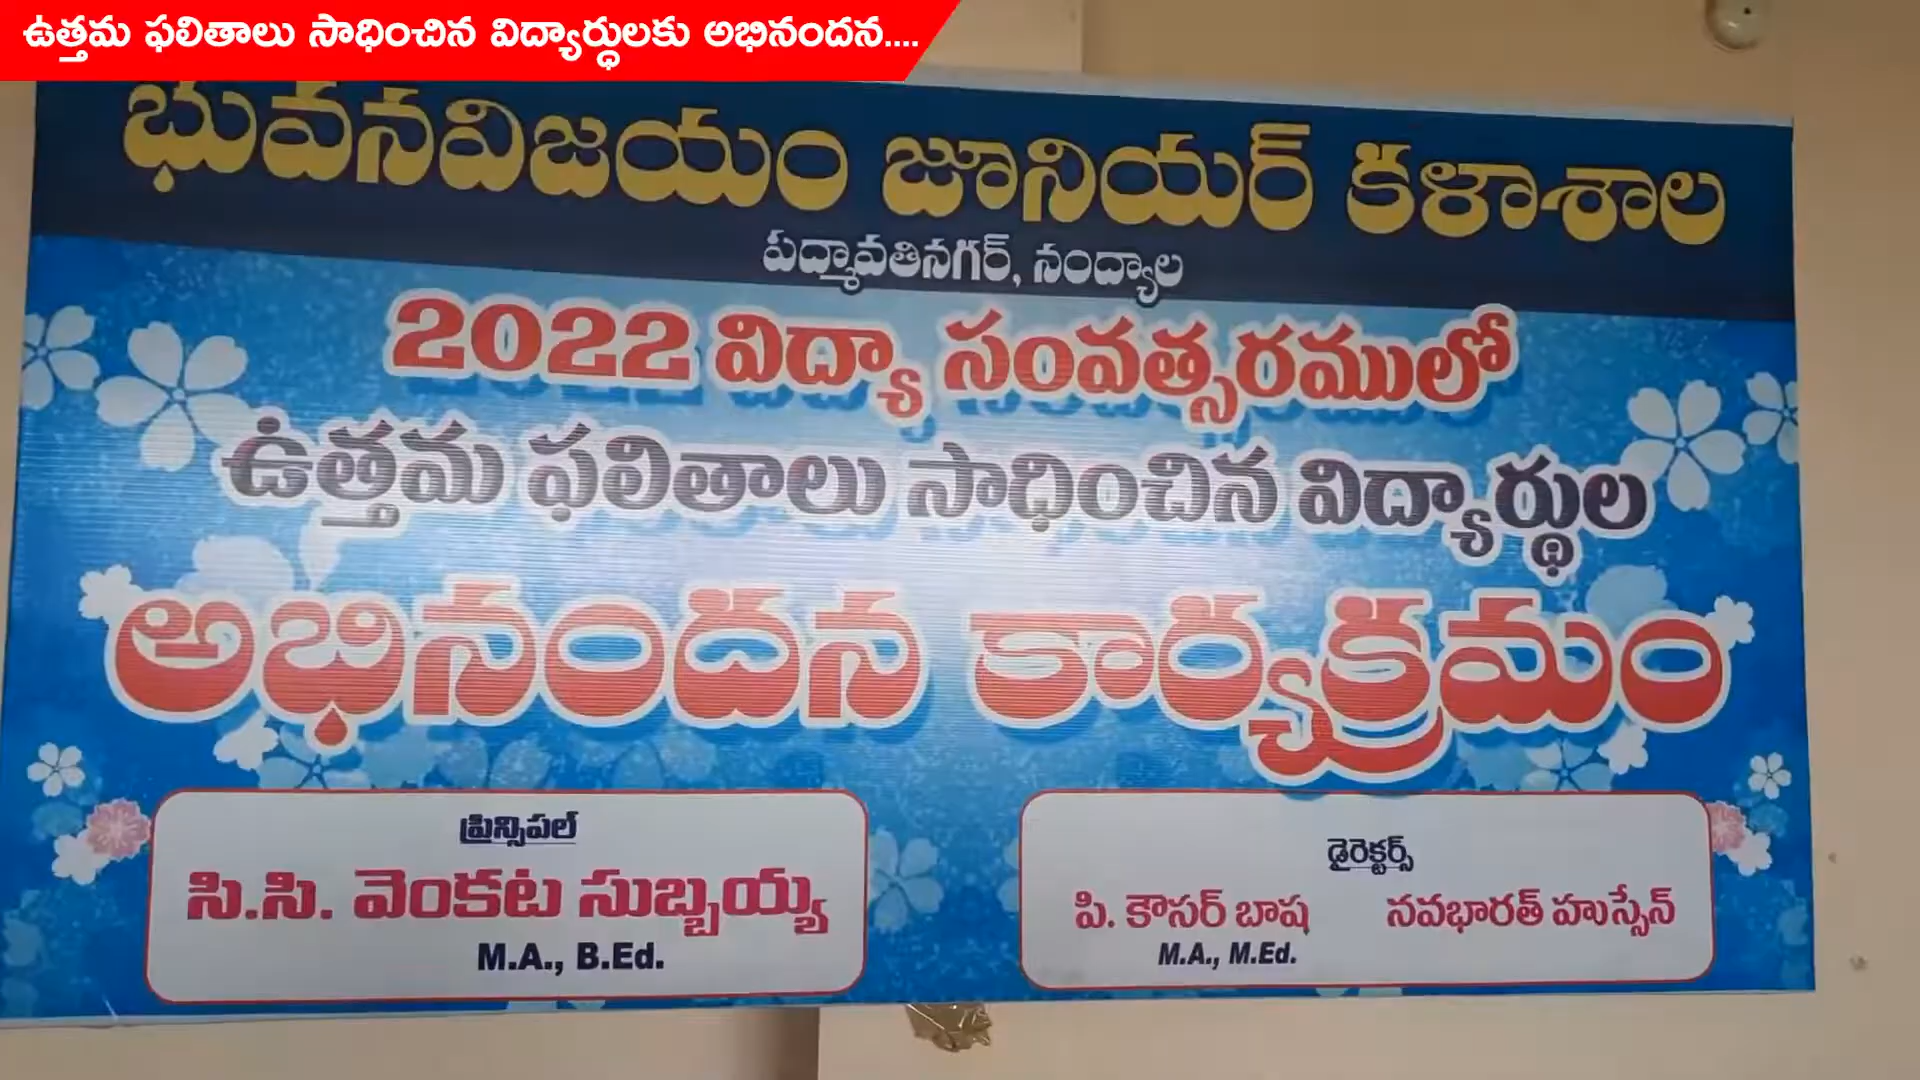 ఉత్తమ ఫలితాలు సాధించిన విద్యార్ధులకు అభినందన....
భువనవిజయం జూనియర్ కళాశాల
పద్మావతినగర్, నంద్యాల
2022 విద్యా సంవత్సరములో
ఉత్తమ ఫలితాలు సాధించిన విద్యార్థుల
అభినందన కార్యక్రమం
ప్రిన్సిపల్
సి.సి. వెంకట సుబ్బయ్య
M.A., B.Ed.
డైరెక్టర్స్
పి. కౌసర్ బాష నవభారత్ హుస్సేన్
M.A., M.Ed.